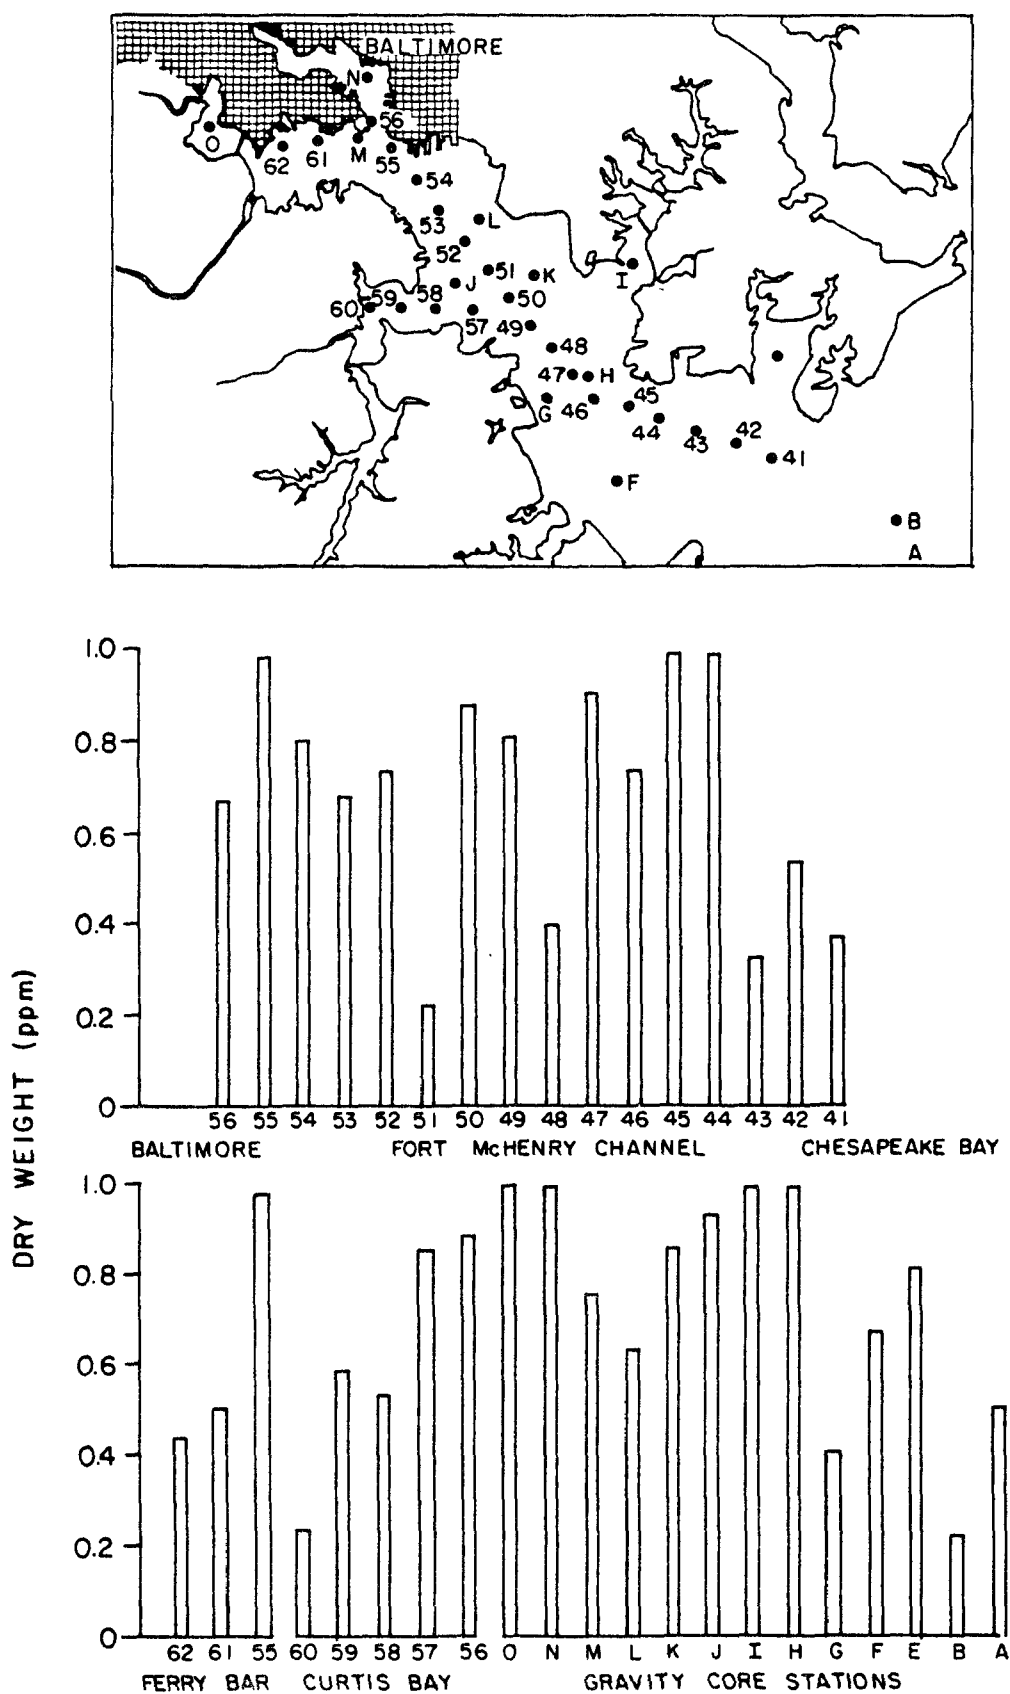 BALTIMORE
N
56
O
62
61
M
55
54
53
L
52
I
51
K
J
60
59
58
50
57
49
48
47
H
45
G
46
44
43
42
41
F
B
A
DRY WEIGHT (ppm)
1.0
0.8
0.6
0.4
0.2
0
56 55 54 53 52 51 50 49 48 47 46 45 44 43 42 41
BALTIMORE FORT McHENRY CHANNEL CHESAPEAKE BAY
1.0
0.8
0.6
0.4
0.2
0
62 61 55 60 59 58 57 56 O N M L K J I H G F E B A
FERRY BAR CURTIS BAY GRAVITY CORE STATIONS